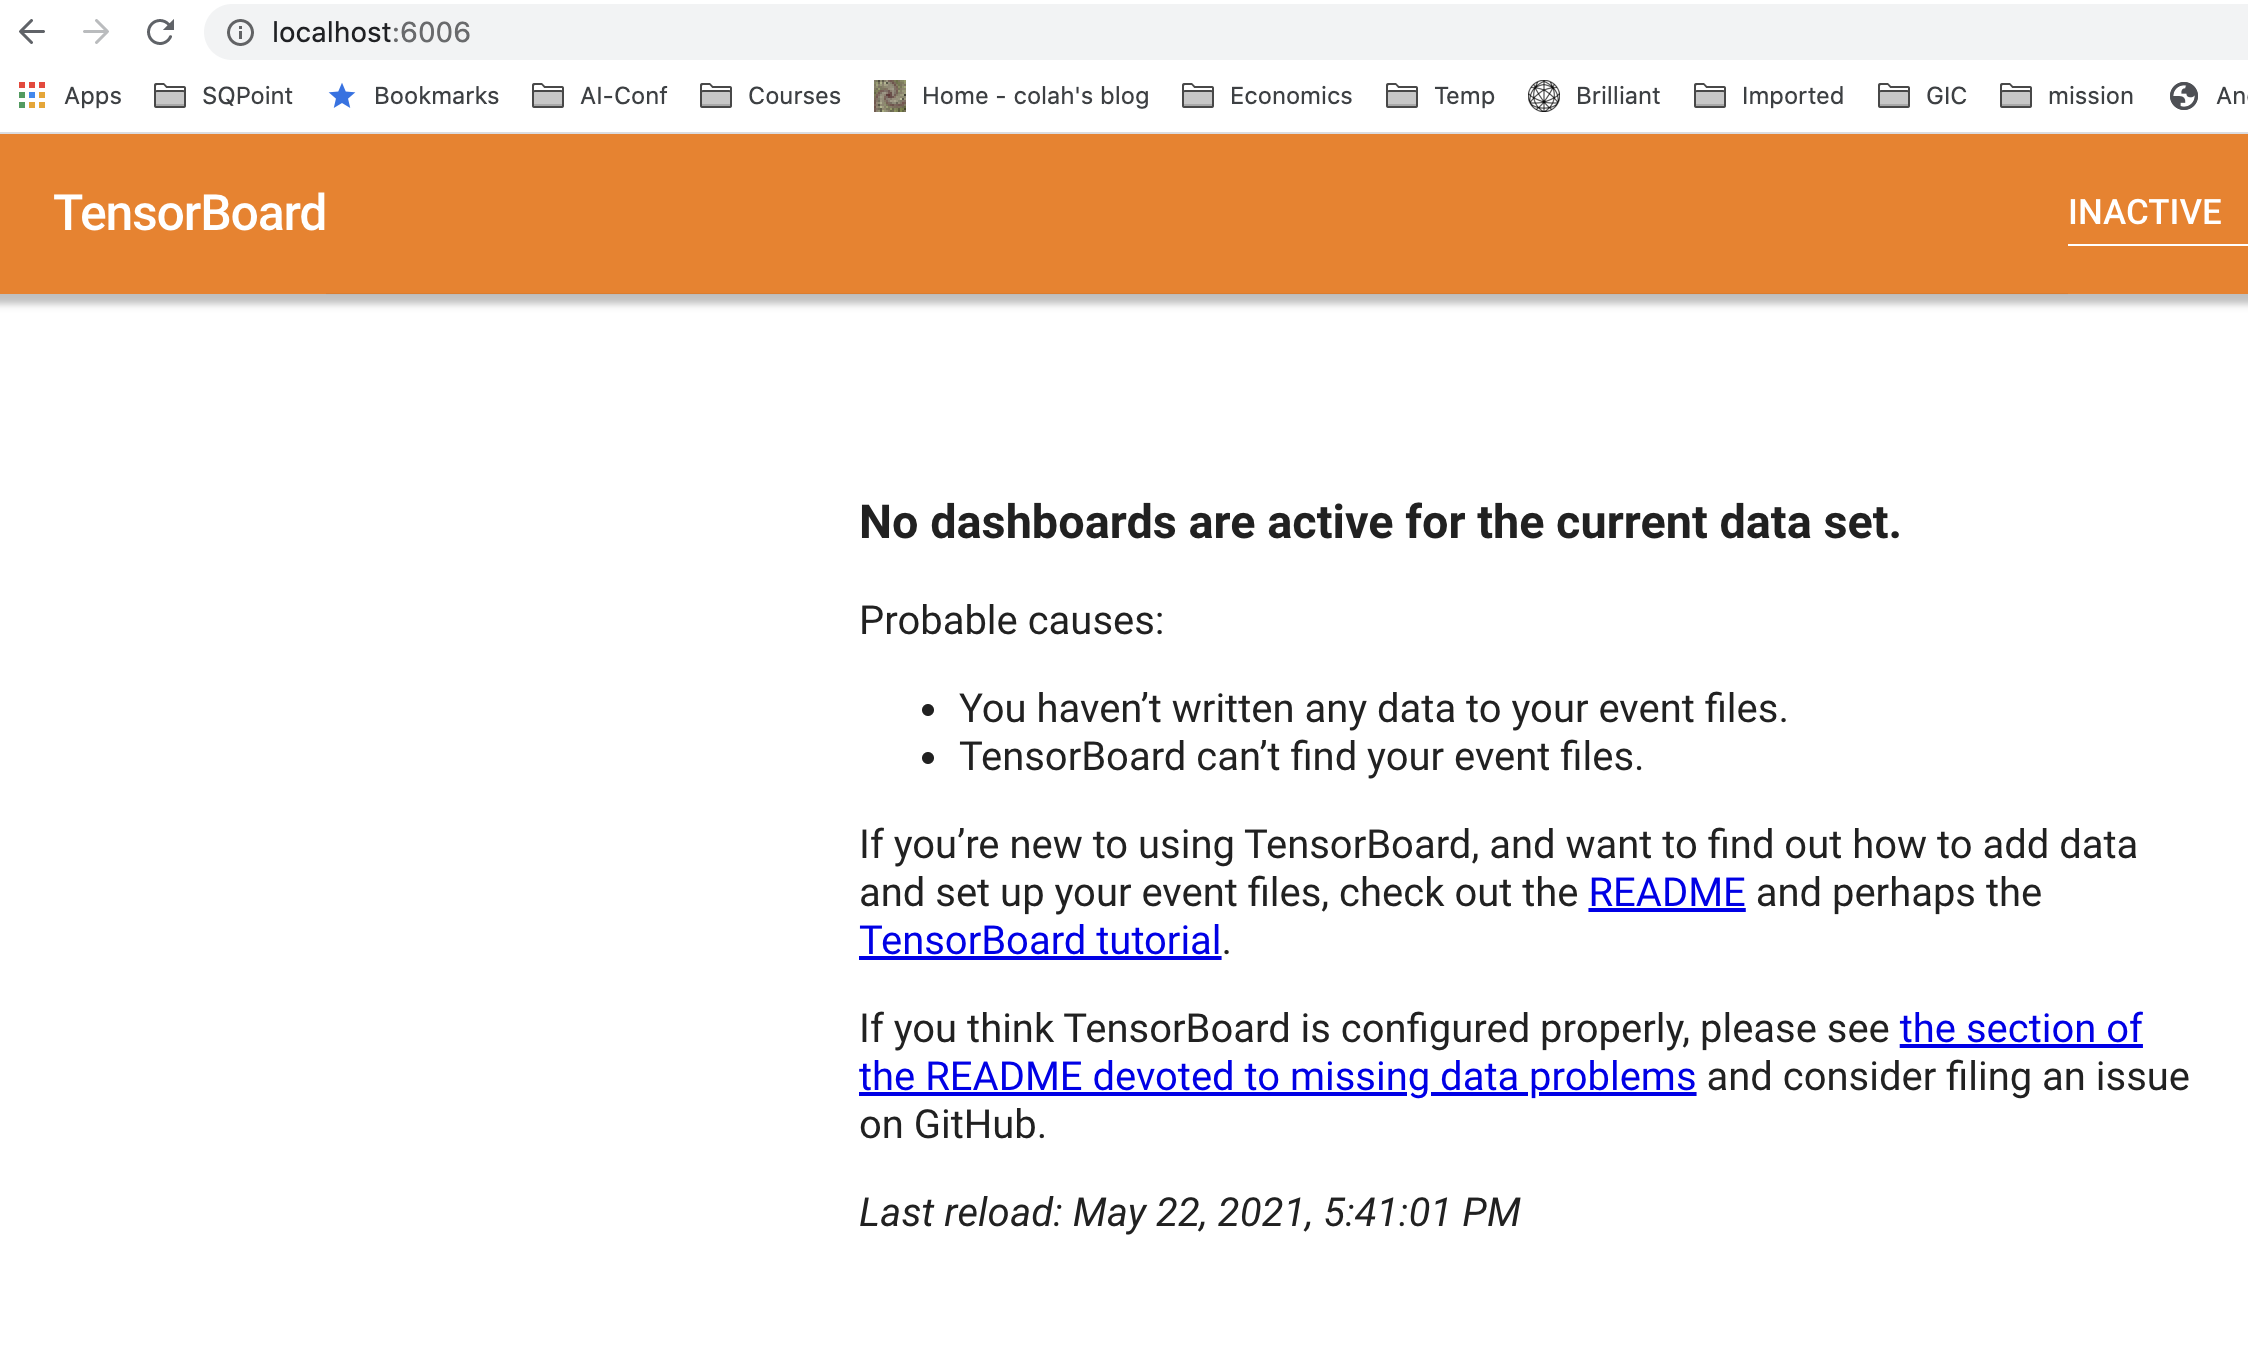 localhost:6006
Apps SQPoint Bookmarks AI-Conf Courses Home - colah's blog Economics Temp Brilliant Imported GIC mission An
TensorBoard INACTIVE
No dashboards are active for the current data set.
Probable causes:
• You haven’t written any data to your event files.
• TensorBoard can’t find your event files.
If you’re new to using TensorBoard, and want to find out how to add data
and set up your event files, check out the README and perhaps the
TensorBoard tutorial.
If you think TensorBoard is configured properly, please see the section of
the README devoted to missing data problems and consider filing an issue
on GitHub.
Last reload: May 22, 2021, 5:41:01 PM